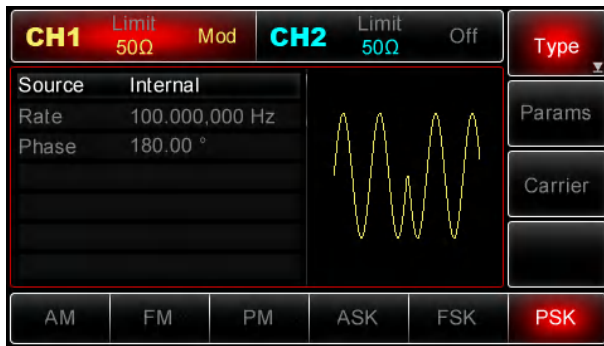 CH1 Limit 50Ω Mod CH2 Limit 50Ω Off
Type
Source Internal
Rate 100.000,000 Hz
Phase 180.00 °
Params
Carrier
AM FM PM ASK FSK PSK